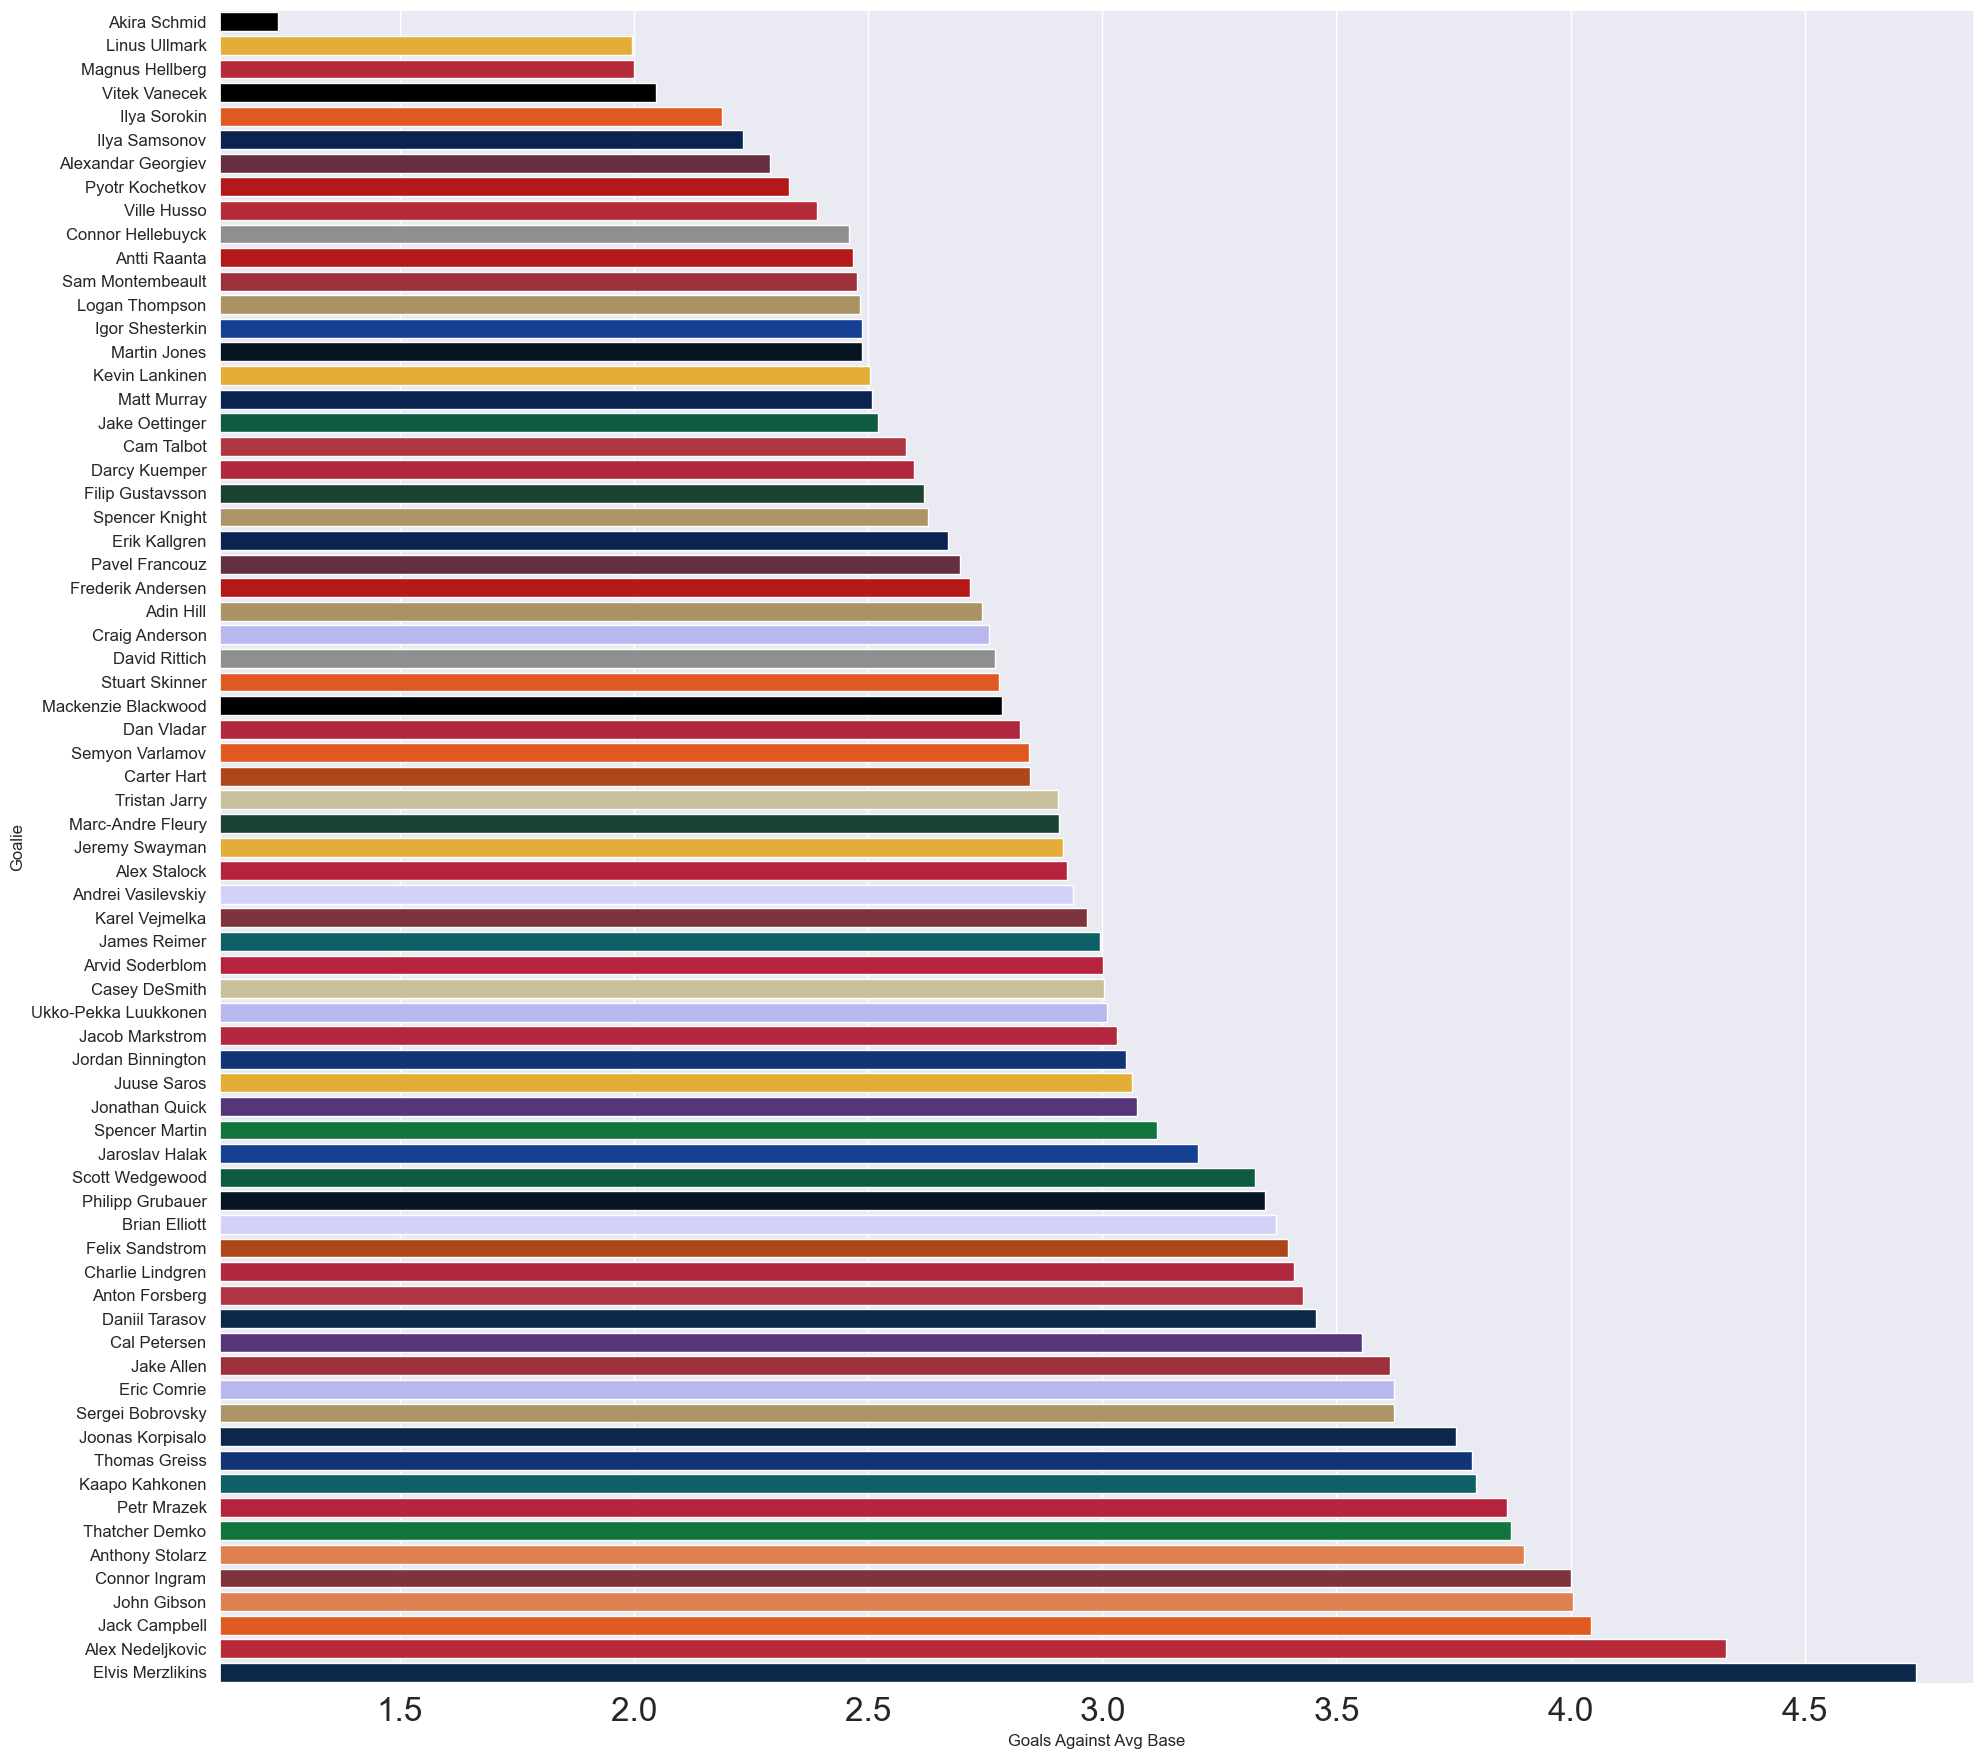 Akira Schmid
Linus Ullmark
Magnus Hellberg
Vitek Vanecek
Ilya Sorokin
Ilya Samsonov
Alexandar Georgiev
Pyotr Kochetkov
Ville Husso
Connor Hellebuyck
Antti Raanta
Sam Montembeault
Logan Thompson
Igor Shesterkin
Martin Jones
Kevin Lankinen
Matt Murray
Jake Oettinger
Cam Talbot
Darcy Kuemper
Filip Gustavsson
Spencer Knight
Erik Kallgren
Pavel Francouz
Frederik Andersen
Adin Hill
Craig Anderson
David Rittich
Stuart Skinner
Mackenzie Blackwood
Dan Vladar
Semyon Varlamov
Carter Hart
Tristan Jarry
Marc-Andre Fleury
Jeremy Swayman
Alex Stalock
Andrei Vasilevskiy
Karel Vejmelka
James Reimer
Arvid Soderblom
Casey DeSmith
Ukko-Pekka Luukkonen
Jacob Markstrom
Jordan Binnington
Juuse Saros
Jonathan Quick
Spencer Martin
Jaroslav Halak
Scott Wedgewood
Philipp Grubauer
Brian Elliott
Felix Sandstrom
Charlie Lindgren
Anton Forsberg
Daniil Tarasov
Cal Petersen
Jake Allen
Eric Comrie
Sergei Bobrovsky
Joonas Korpisalo
Thomas Greiss
Kaapo Kahkonen
Petr Mrazek
Thatcher Demko
Anthony Stolarz
Connor Ingram
John Gibson
Jack Campbell
Alex Nedeljkovic
Elvis Merzlikins
Goalie
1.5 2.0 2.5 3.0 3.5 4.0 4.5
Goals Against Avg Base